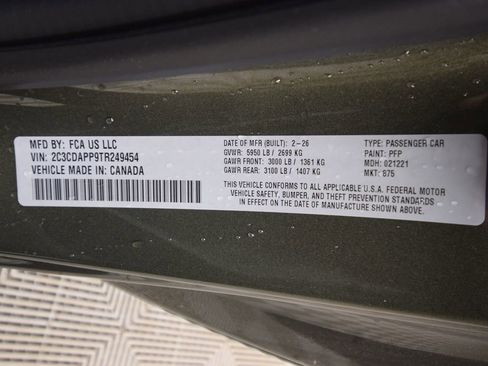 MFD BY: FCA US LLC
VIN: 2C3CDAPP9TR249454
VEHICLE MADE IN: CANADA
DATE OF MFR (BUILT): 2-26
GVWR: 5950 LB / 2699 KG
GAWR FRONT: 3000 LB / 1361 KG
GAWR REAR: 3100 LB / 1407 KG
TYPE: PASSENGER CAR
PAINT: PFP
MDH: 021221
MKT: 875
THIS VEHICLE CONFORMS TO ALL APPLICABLE U.S.A. FEDERAL MOTOR
VEHICLE SAFETY, BUMPER, AND THEFT PREVENTION STANDARDS
IN EFFECT ON THE DATE OF MANUFACTURE SHOWN ABOVE.